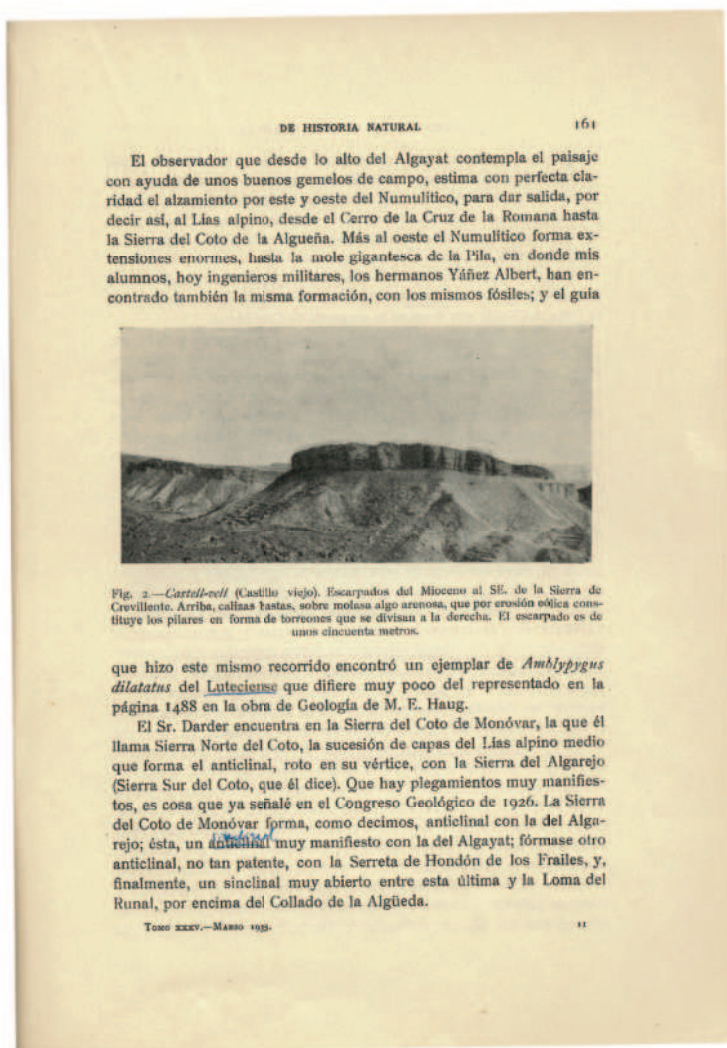 DE HISTORIA NATURAL 161
El observador que desde lo alto del Algayat contempla el paisaje
con ayuda de unos buenos gemelos de campo, estima con perfecta cla-
ridad el alzamiento por este y oeste del Numulítico, para dar salida, por
decir así, al Lías alpino, desde el Cerro de la Cruz de la Romana hasta
la Sierra del Coto de la Algueña. Más al oeste el Numulítico forma ex-
tensiones enormes, hasta la mole gigantesca de la Pila, en donde mis
alumnos, hoy ingenieros militares, los hermanos Yáñez Albert, han en-
contrado también la misma formación, con los mismos fósiles; y el guía
Fig. 2.—Castell-vell (Castillo viejo). Escarpados del Mioceno al SE. de la Sierra de
Crevillente. Arriba, calizas bastas, sobre molasa algo arenosa, que por erosión eólica cons-
tituye los pilares en forma de torreones que se divisan a la derecha. El escarpado es de
unos cincuenta metros.
que hizo este mismo recorrido encontró un ejemplar de Amblypygus
dilatatus del Luteciense que difiere muy poco del representado en la
página 1488 en la obra de Geología de M. E. Haug.
El Sr. Darder encuentra en la Sierra del Coto de Monóvar, la que él
llama Sierra Norte del Coto, la sucesión de capas del Lías alpino medio
que forma el anticlinal, roto en su vértice, con la Sierra del Algarejo
(Sierra Sur del Coto, que él dice). Que hay plegamientos muy manifies-
tos, es cosa que ya señalé en el Congreso Geológico de 1926. La Sierra
del Coto de Monóvar forma, como decimos, anticlinal con la del Alga-
rejo; ésta, un anticlinal muy manifiesto con la del Algayat; fórmase otro
anticlinal, no tan patente, con la Serreta de Hondón de los Frailes, y,
finalmente, un sinclinal muy abierto entre esta última y la Loma del
Runal, por encima del Collado de la Algüeda.
TOMO XXXV.—MARZO 1935. 11